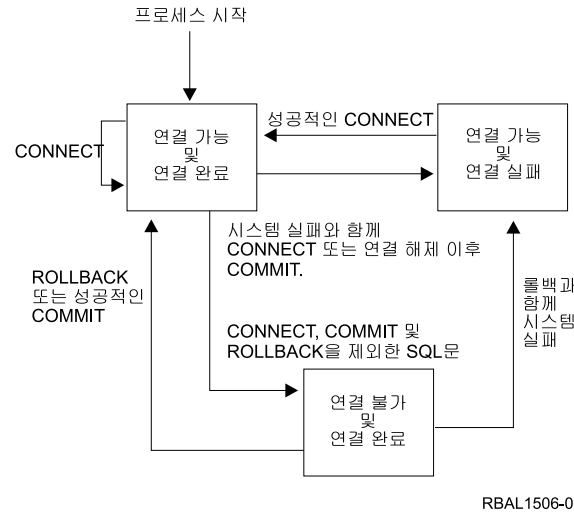 프로세스 시작
성공적인 CONNECT
연결 가능
및
연결 완료
연결 가능
및
연결 실패
CONNECT
시스템 실패와 함께
CONNECT 또는 연결 해제 이후
COMMIT.
ROLLBACK
또는 성공적인
COMMIT
롤백과
함께
시스템
실패
CONNECT, COMMIT 및
ROLLBACK을 제외한 SQL문
연결 불가
및
연결 완료
RBAL1506-0